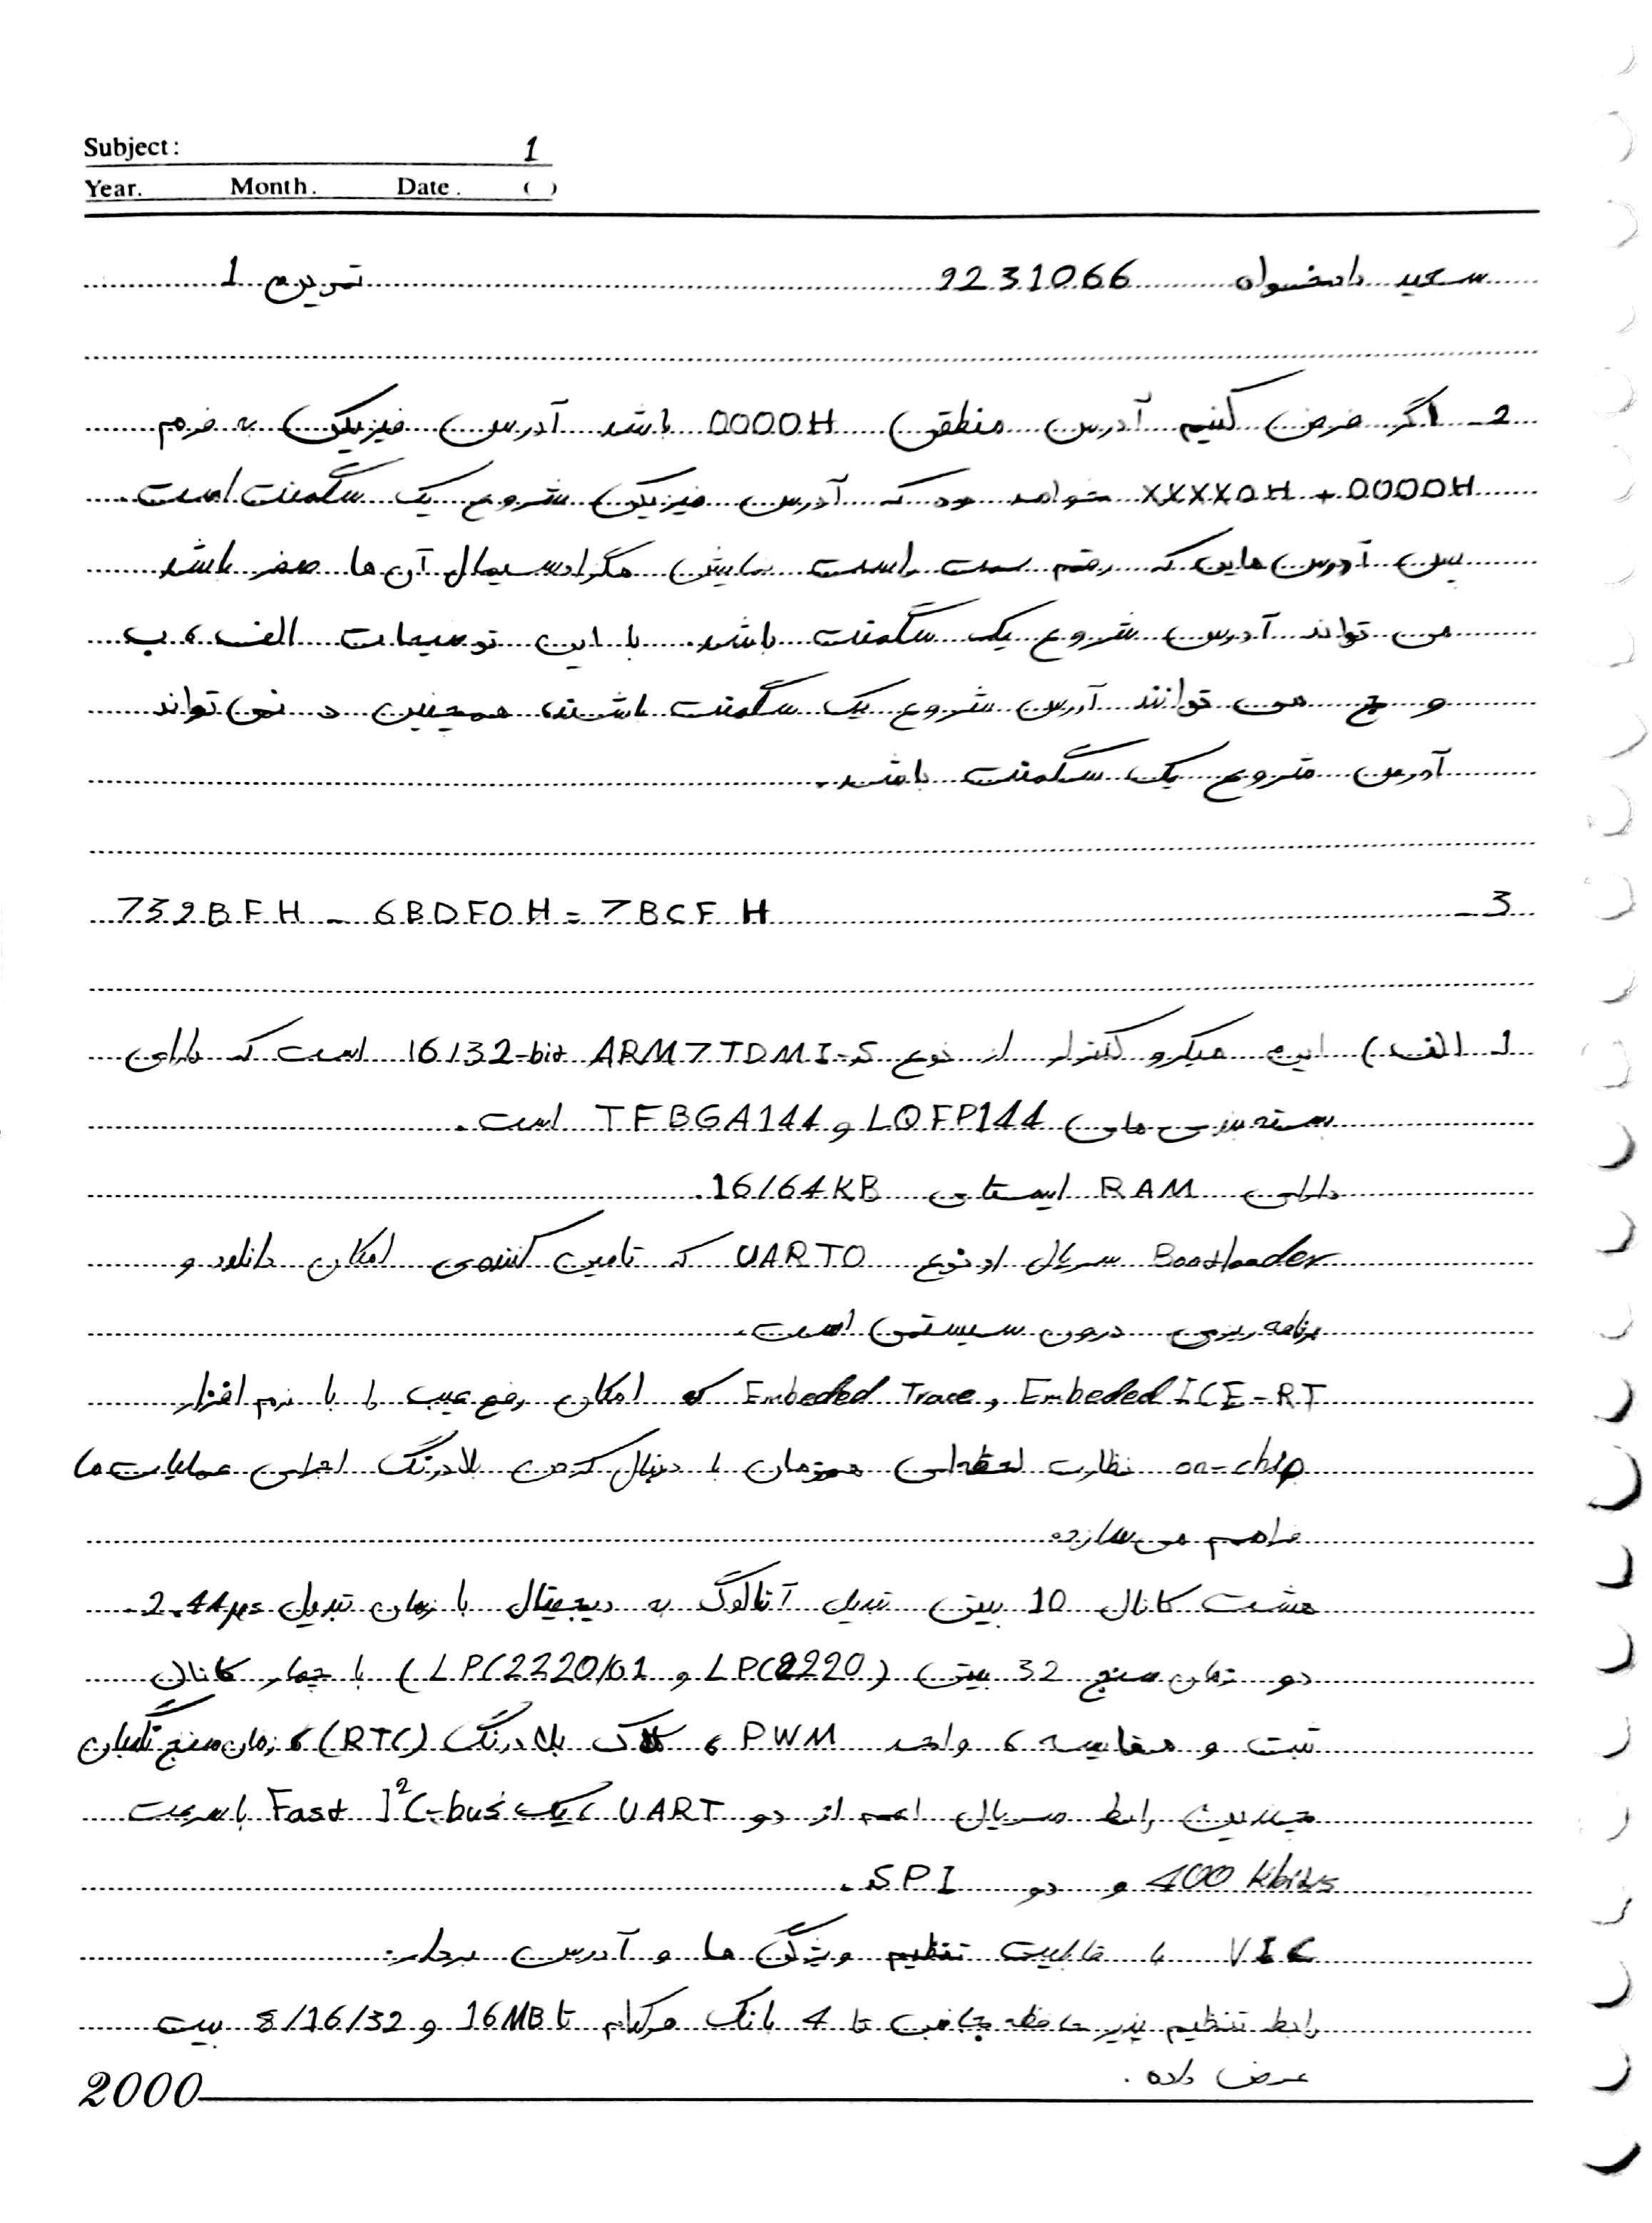 Subject: 1
Year. Month. Date. ( )
سعید دادخواه 9231066 تمرین 1
2_ اگر فرض کنیم آدرس منطقی 0000H باشد آدرس فیزیکی به فرم
XXXX0H + 0000H خواهد بود که آدرس فیزیکی شروع یک سگمنت است.
پس آدرس هایی که رقم سمت راست نمایش هگزادسیمال آن ها صفر باشد
می تواند آدرس شروع یک سگمنت باشد. با این توضیحات الف، ب
و ج می توانند آدرس شروع یک سگمنت باشند، همچنین د نمی تواند
آدرس شروع یک سگمنت باشد.
3_ 739BFH - 6BDF0H = 7BCFH
1_ الف) این میکروکنترلر از نوع 16/32-bit ARM7TDMI-S است که دارای
بسته بندی های LQFP144 و TFBGA144 است.
دارای RAM ایستای 16/64KB.
Bootloader سریال از نوع UART0 که تامین کننده ی امکان دانلود و
برنامه ریزی درون سیستمی است.
Embeded ICE-RT و Embeded Trace که امکان رفع عیب را با نرم افزار
on-chip نظارت لحظه ای همزمان با دنبال کردن بلادرنگ اجرای عملیات ها
فراهم می سازد.
هشت کانال 10 بیتی تبدیل آنالوگ به دیجیتال با زمان تبدیل 2.44μs.
دو زمان سنج 32 بیتی (LPC2220 و LPC2220/01) با چهار کانال
ثبت و مقایسه، واحد PWM، کلاک بلادرنگ (RTC)، زمان سنج نگهبان
چندین رابط سریال اعم از دو UART، یک Fast I²C-bus با سرعت
400 kbit/s و دو SPI.
VIC با قابلیت تنظیم ویژگی ها و آدرس بردار.
رابط تنظیم پذیر حافظه جانبی تا 4 بانک هرکدام تا 16MB و 8/16/32 بیت
عرض داده.
2000